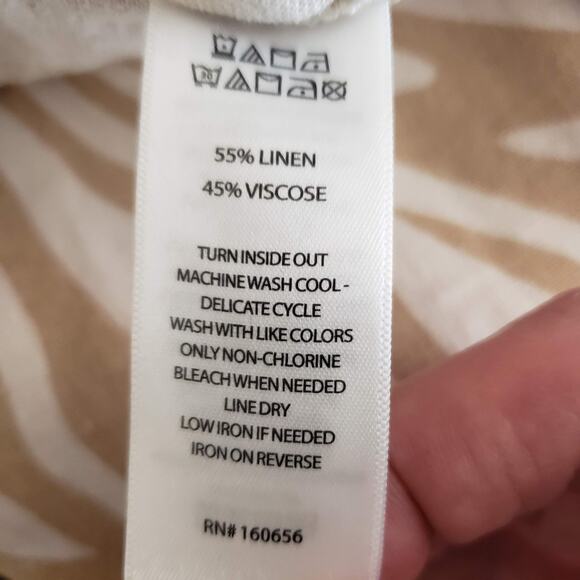 30
55% LINEN
45% VISCOSE
TURN INSIDE OUT
MACHINE WASH COOL -
DELICATE CYCLE
WASH WITH LIKE COLORS
ONLY NON-CHLORINE
BLEACH WHEN NEEDED
LINE DRY
LOW IRON IF NEEDED
IRON ON REVERSE
RN# 160656